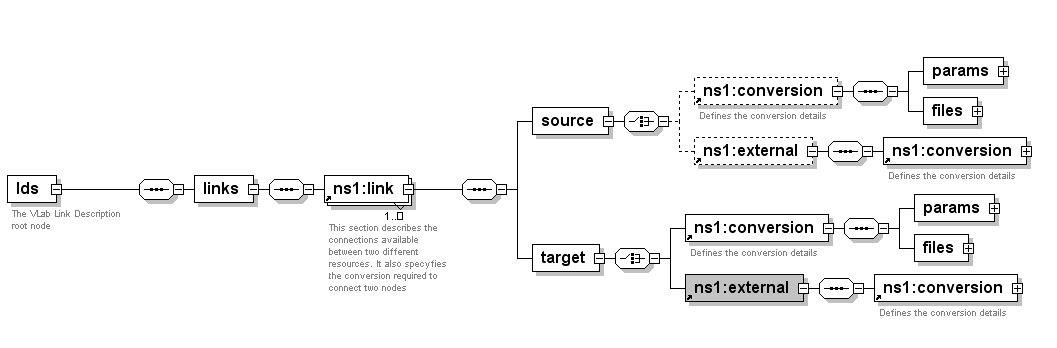 lds
The VLab Link Description
root node
links
ns1:link
1..
This section describes the
connections available
between two different
resources. It also specyfies
the conversion required to
connect two nodes
source
ns1:conversion
Defines the conversion details
params
files
ns1:external
ns1:conversion
Defines the conversion details
target
ns1:conversion
Defines the conversion details
params
files
ns1:external
ns1:conversion
Defines the conversion details